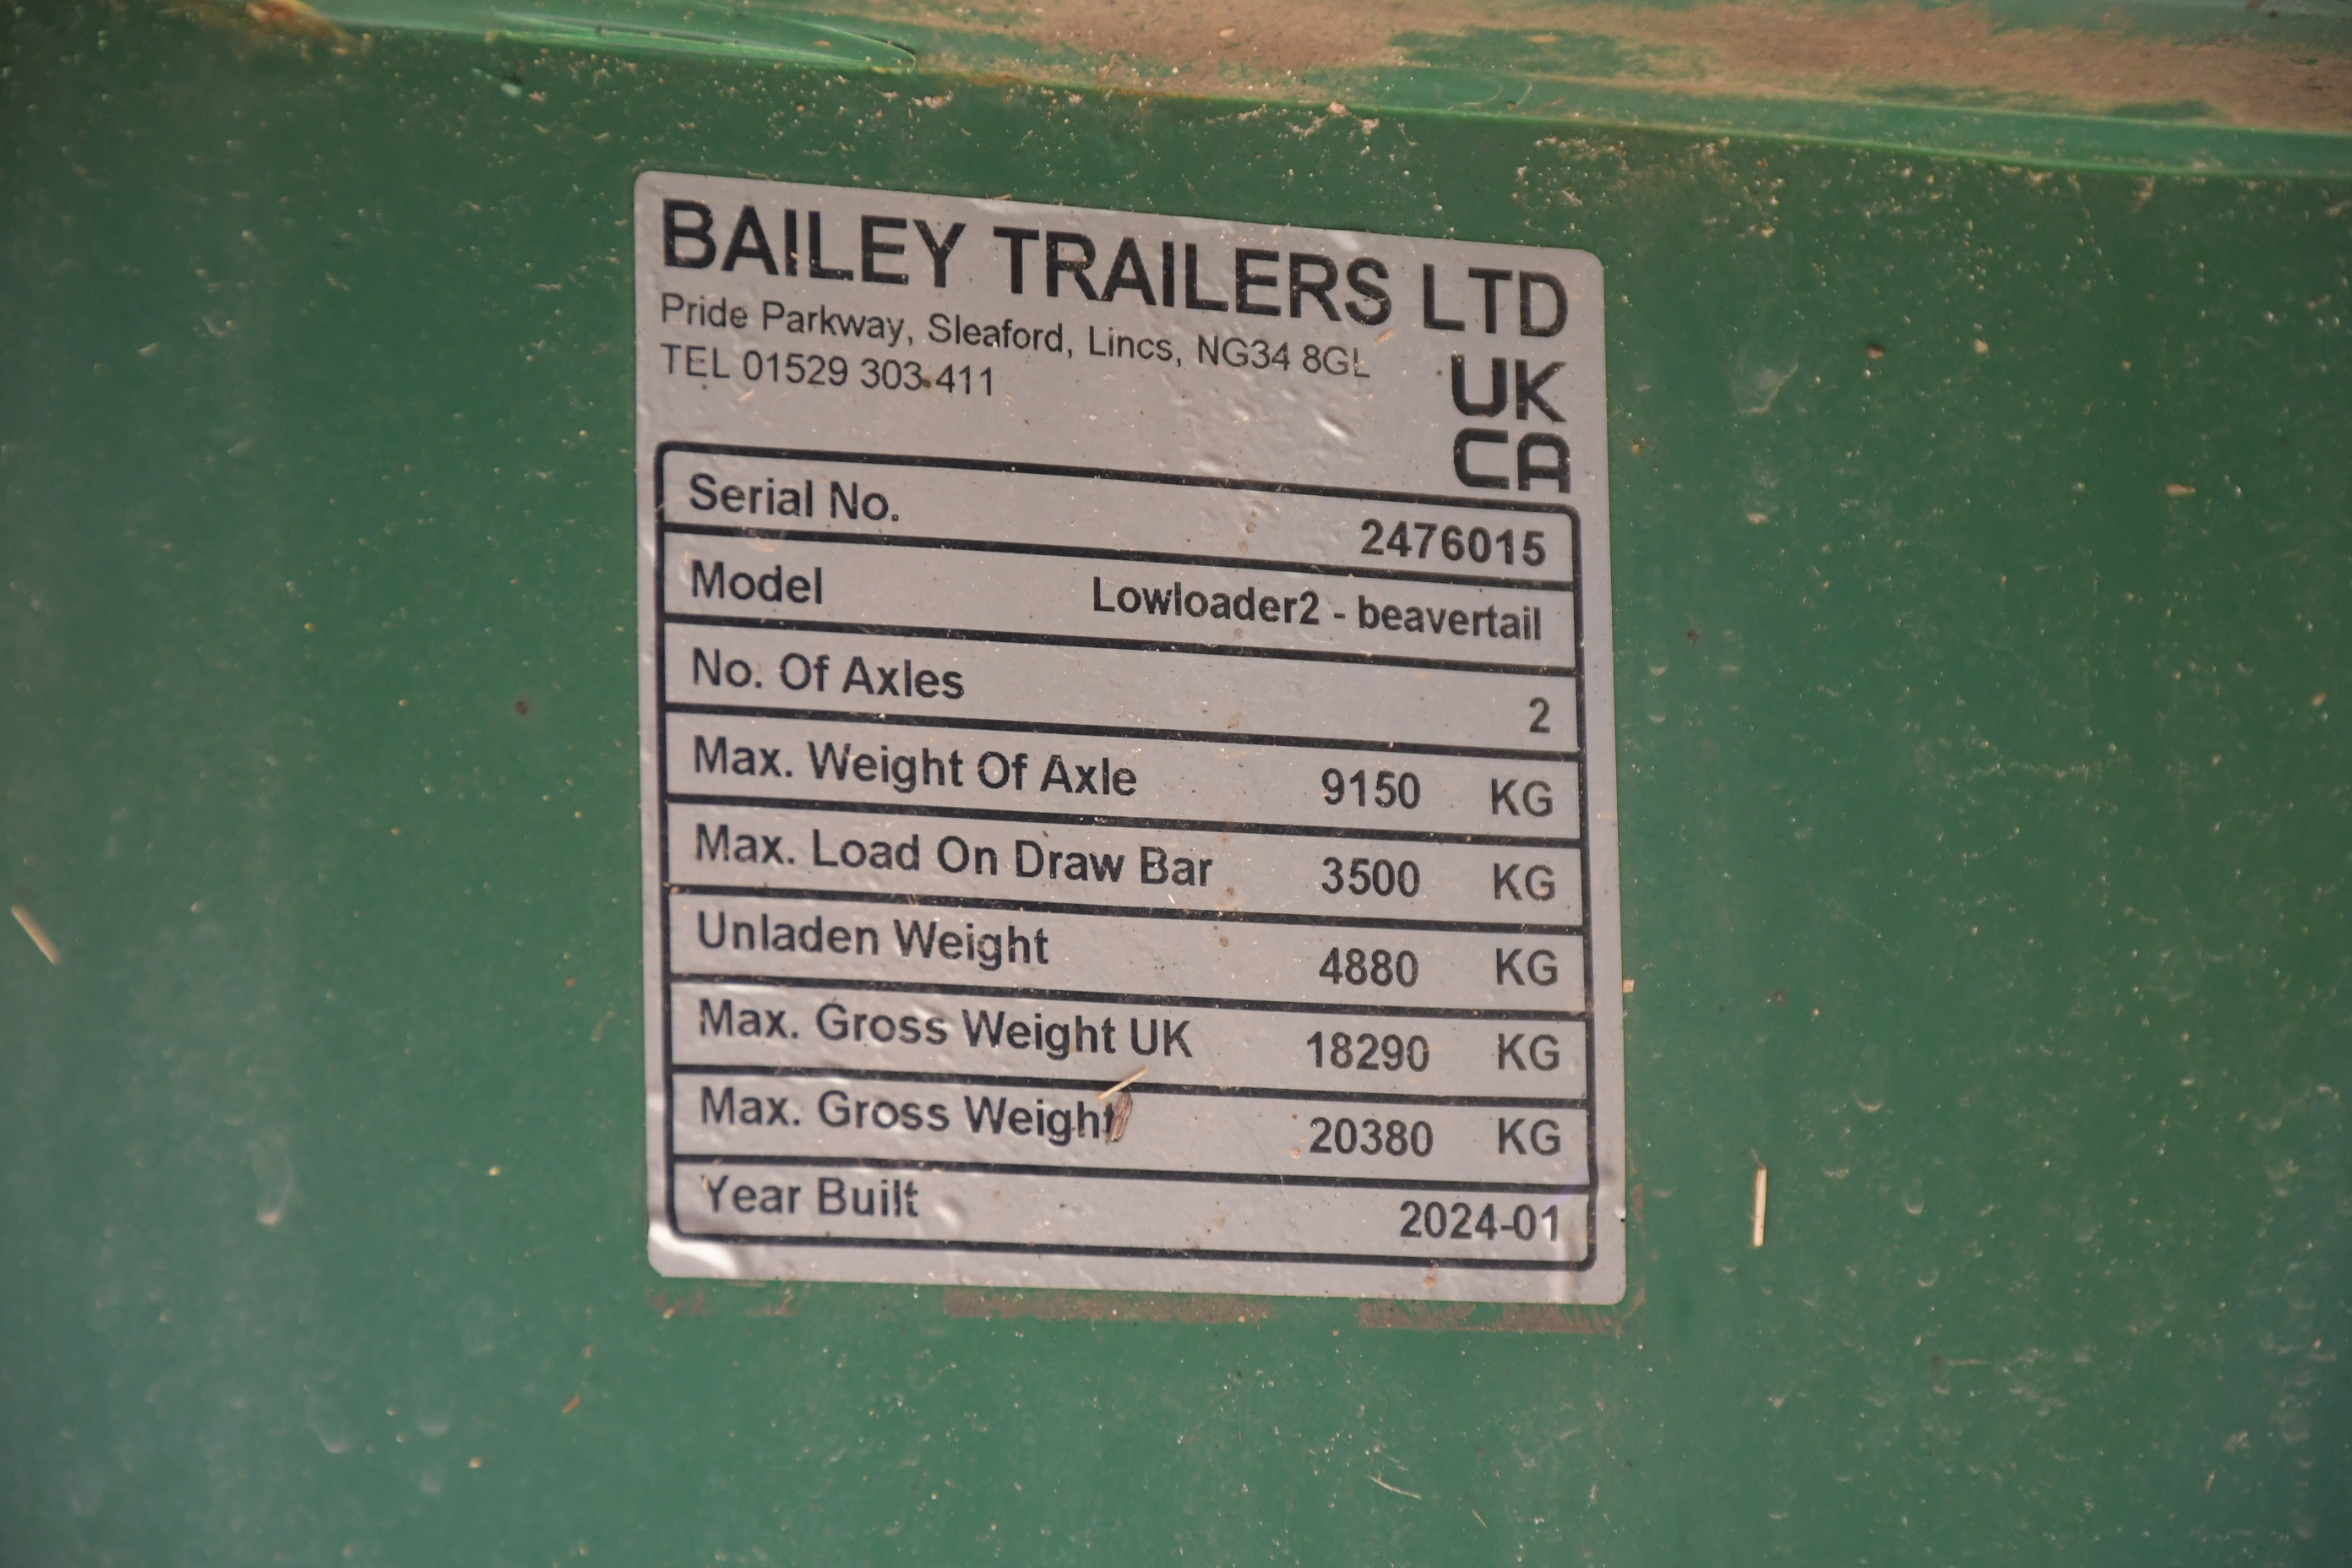 BAILEY TRAILERS LTD
Pride Parkway, Sleaford, Lincs, NG34 8GL
TEL 01529 303 411
UK
CA
Serial No. 2476015
Model Lowloader2 - beavertail
No. Of Axles 2
Max. Weight Of Axle 9150 KG
Max. Load On Draw Bar 3500 KG
Unladen Weight 4880 KG
Max. Gross Weight UK 18290 KG
Max. Gross Weight 20380 KG
Year Built 2024-01